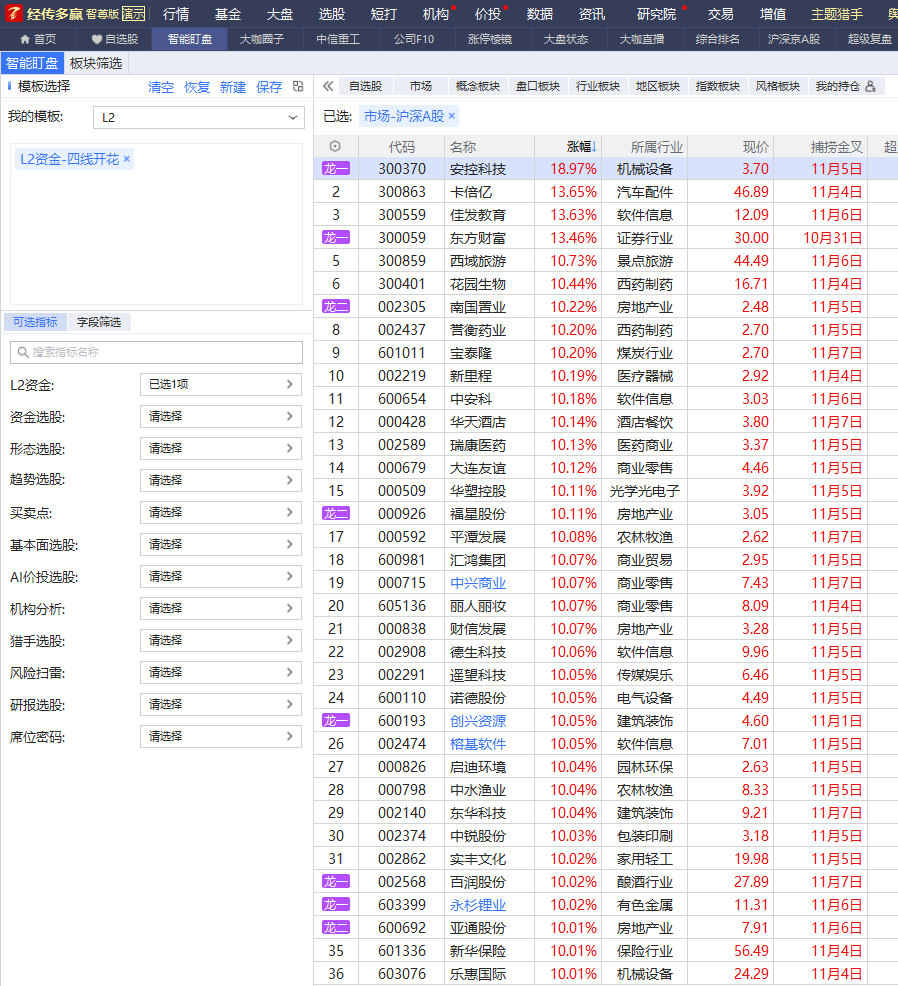 经传多赢 智尊版 演示 行情 基金 大盘 选股 短打 机构 价投 数据 资讯 研究院 交易 增值 主题猎手
首页 自选股 智能盯盘 大咖圈子 中信重工 公司F10 涨停棱镜 大盘状态 大咖直播 综合排名 沪深京A股 超级复盘
智能盯盘 板块筛选
模板选择 清空 恢复 新建 保存
自选股 市场 概念板块 盘口板块 行业板块 地区板块 指数板块 风格板块 我的持仓
我的模板: L2
已选: 市场-沪深A股 ×
L2资金-四线开花 ×
可选指标 字段筛选
搜索指标名称
L2资金: 已选1项
资金选股: 请选择
形态选股: 请选择
趋势选股: 请选择
买卖点: 请选择
基本面选股: 请选择
AI价投选股: 请选择
机构分析: 请选择
猎手选股: 请选择
风险扫雷: 请选择
研报选股: 请选择
席位密码: 请选择
代码 名称 涨幅↓ 所属行业 现价 捕捞金叉 超
龙一 300370 安控科技 18.97% 机械设备 3.70 11月5日
2 300863 卡倍亿 13.65% 汽车配件 46.89 11月4日
3 300559 佳发教育 13.63% 软件信息 12.09 11月6日
龙一 300059 东方财富 13.46% 证券行业 30.00 10月31日
5 300859 西域旅游 10.73% 景点旅游 44.49 11月6日
6 300401 花园生物 10.44% 西药制药 16.71 11月4日
龙二 002305 南国置业 10.22% 房地产业 2.48 11月5日
8 002437 誉衡药业 10.20% 西药制药 2.70 11月5日
9 601011 宝泰隆 10.20% 煤炭行业 2.70 11月7日
10 002219 新里程 10.19% 医疗器械 2.92 11月4日
11 600654 中安科 10.18% 软件信息 3.03 11月6日
12 000428 华天酒店 10.14% 酒店餐饮 3.80 11月7日
13 002589 瑞康医药 10.13% 医药商业 3.37 11月5日
14 000679 大连友谊 10.12% 商业零售 4.46 11月5日
15 000509 华塑控股 10.11% 光学光电子 3.92 11月5日
龙二 000926 福星股份 10.11% 房地产业 3.05 11月5日
17 000592 平潭发展 10.08% 农林牧渔 2.62 11月7日
18 600981 汇鸿集团 10.07% 商业贸易 2.95 11月5日
19 000715 中兴商业 10.07% 商业零售 7.43 11月7日
20 605136 丽人丽妆 10.07% 商业零售 8.09 11月4日
21 000838 财信发展 10.07% 房地产业 3.28 11月5日
22 002908 德生科技 10.06% 软件信息 9.96 11月5日
23 002291 遥望科技 10.05% 传媒娱乐 6.46 11月5日
24 600110 诺德股份 10.05% 电气设备 4.49 11月5日
龙一 600193 创兴资源 10.05% 建筑装饰 4.60 11月1日
26 002474 榕基软件 10.05% 软件信息 7.01 11月5日
27 000826 启迪环境 10.04% 园林环保 2.63 11月5日
28 000798 中水渔业 10.04% 农林牧渔 8.33 11月5日
29 002140 东华科技 10.04% 建筑装饰 9.21 11月7日
30 002374 中锐股份 10.03% 包装印刷 3.18 11月5日
31 002862 实丰文化 10.02% 家用轻工 19.98 11月5日
龙一 002568 百润股份 10.02% 酿酒行业 27.89 11月7日
龙一 603399 永杉锂业 10.02% 有色金属 11.31 11月6日
龙二 600692 亚通股份 10.01% 房地产业 7.91 11月6日
35 601336 新华保险 10.01% 保险行业 56.49 11月4日
36 603076 乐惠国际 10.01% 机械设备 24.29 11月4日